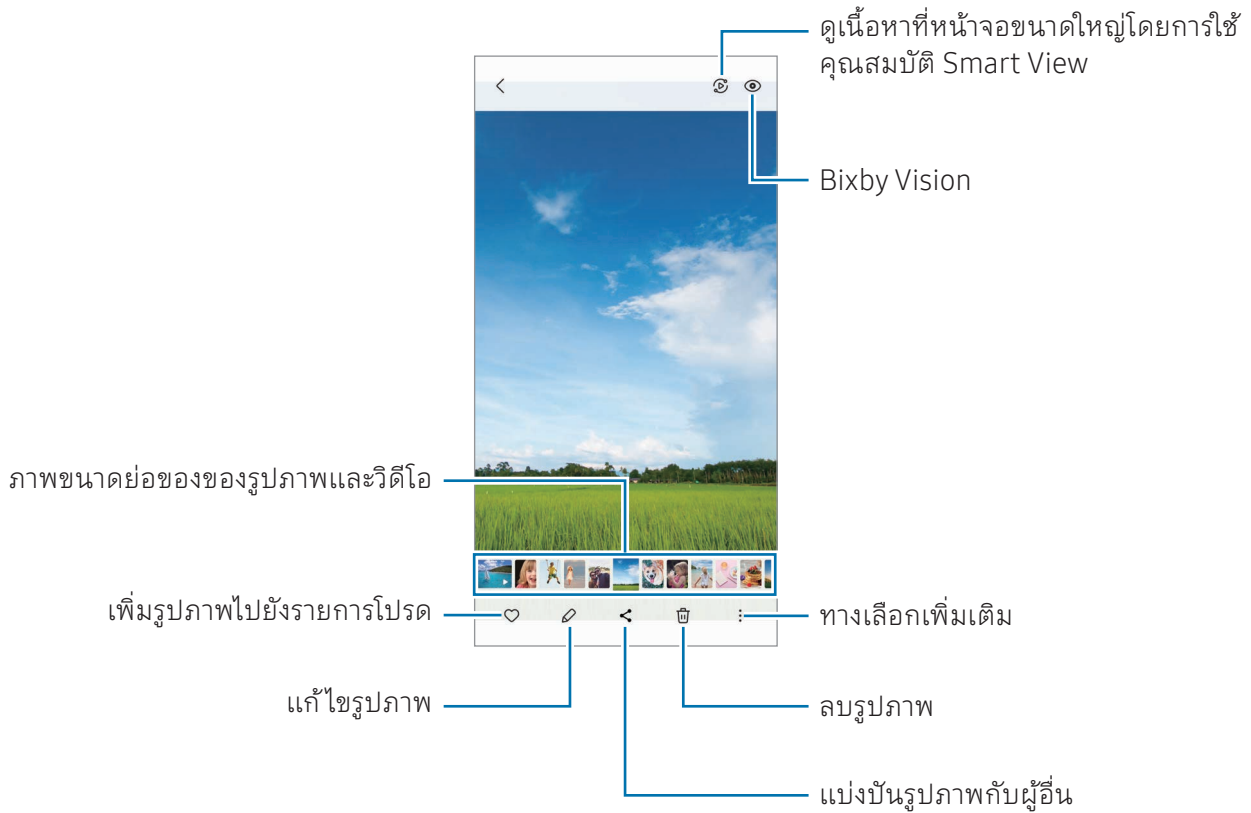 ดูเนื้อหาที่หน้าจอขนาดใหญ่โดยการใช้
คุณสมบัติ Smart View
Bixby Vision
ภาพขนาดย่อของของรูปภาพและวิดีโอ
เพิ่มรูปภาพไปยังรายการโปรด
ทางเลือกเพิ่มเติม
แก้ไขรูปภาพ
ลบรูปภาพ
แบ่งปันรูปภาพกับผู้อื่น